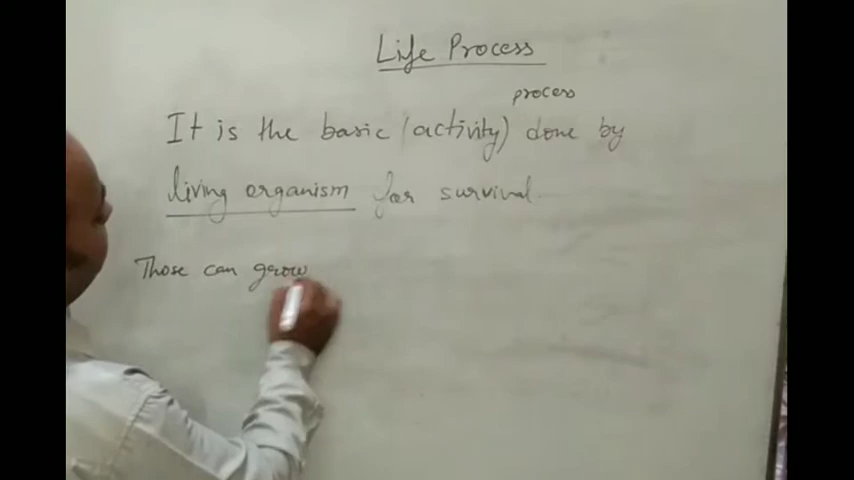 Life Process
process
It is the basic (activity) done by
living organism for survival.
Those can grow